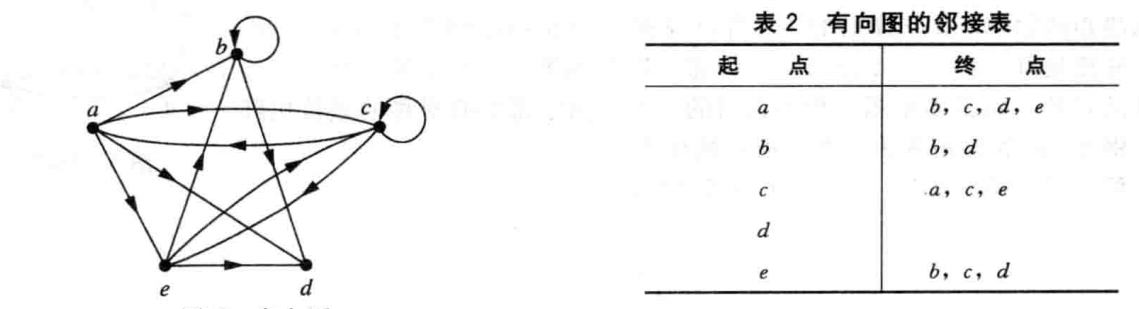 b
c
a
e
d
表 2 有向图的邻接表
起 点 终 点
a b, c, d, e
b b, d
c a, c, e
d
e b, c, d